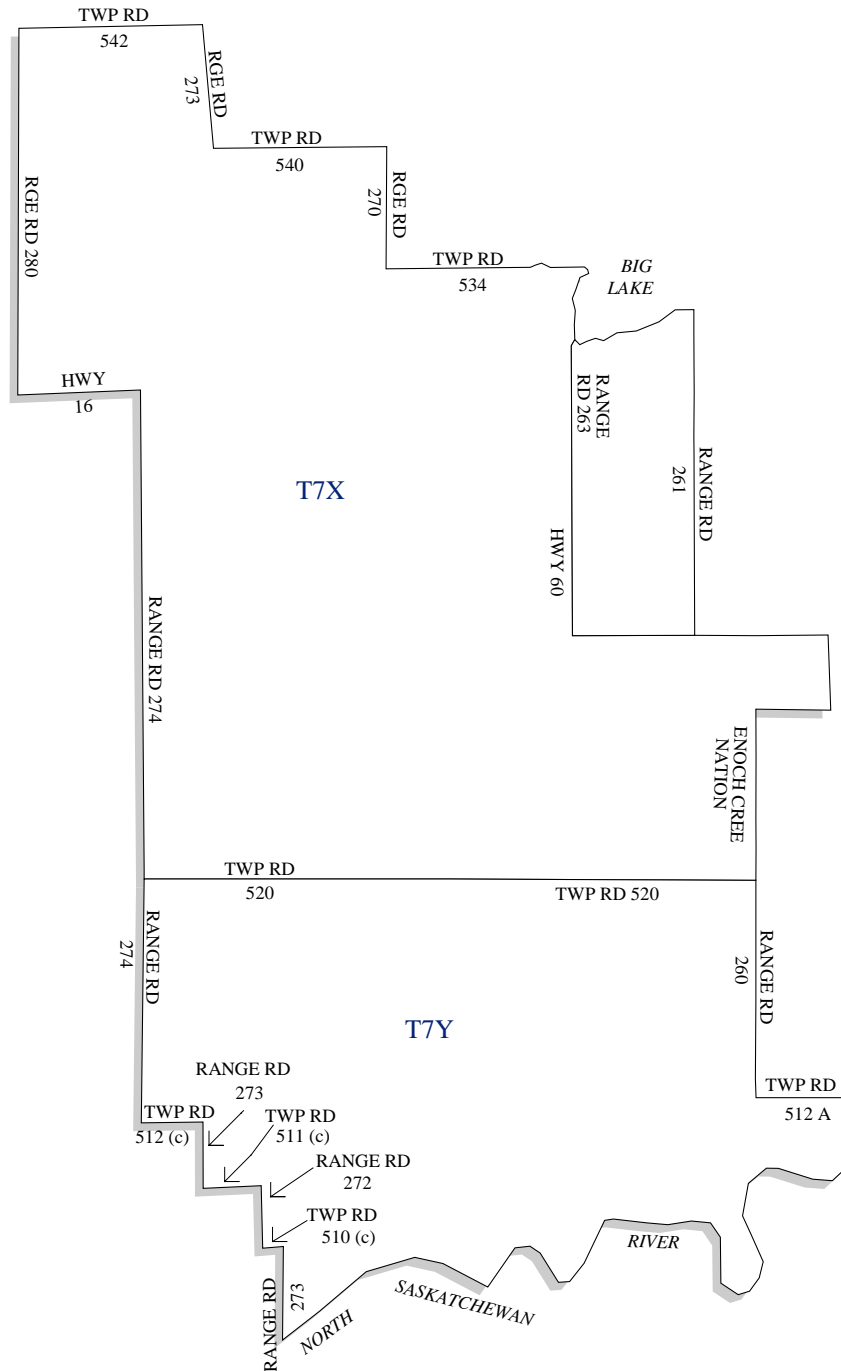 TWP RD
542
RGE RD
273
TWP RD
540
RGE RD
270
RGE RD 280
TWP RD
534
BIG
LAKE
HWY
16
RANGE
RD 263
RANGE RD
261
T7X
HWY 60
RANGE RD 274
ENOCH CREE
NATION
TWP RD
520
TWP RD 520
RANGE RD
274
RANGE RD
260
T7Y
RANGE RD
273
TWP RD
512 (c)
TWP RD
511 (c)
TWP RD
512 A
RANGE RD
272
TWP RD
510 (c)
RANGE RD
273
NORTH
SASKATCHEWAN
RIVER